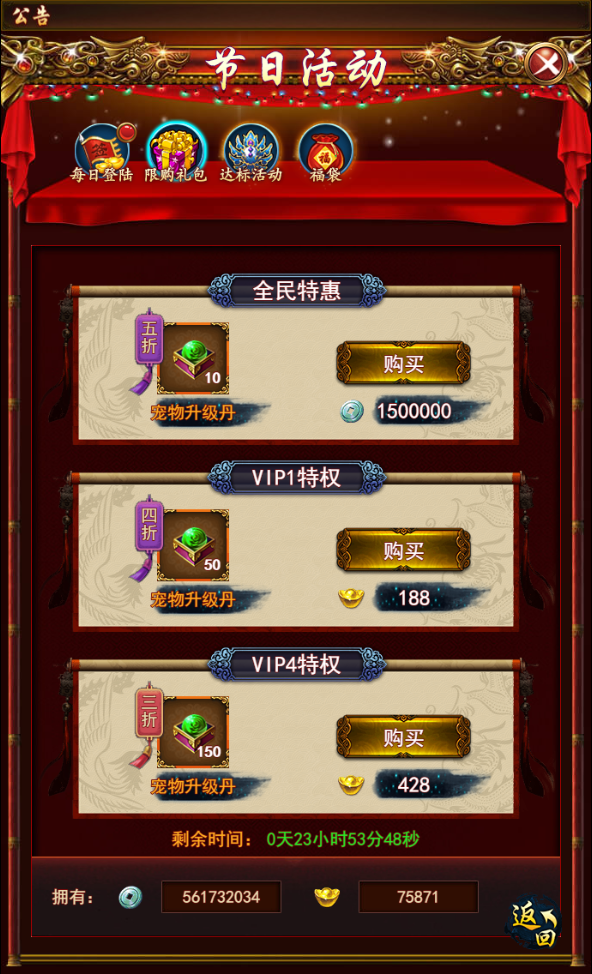 公告
节日活动
每日登陆 限购礼包 达标活动 福袋
全民特惠
五折
10
购买
宠物升级丹
1500000
VIP1特权
四折
50
购买
宠物升级丹
188
VIP4特权
三折
150
购买
宠物升级丹
428
剩余时间: 0天23小时53分48秒
拥有: 561732034 75871
返回